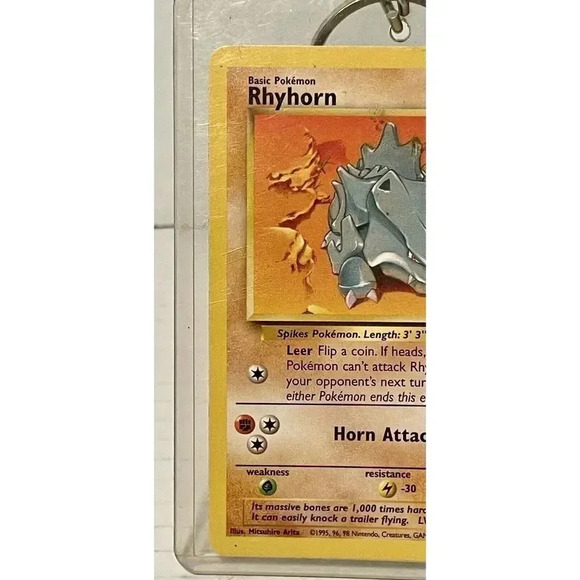 Basic Pokémon
Rhyhorn
Spikes Pokémon. Length: 3' 3"
Leer Flip a coin. If heads,
Pokémon can't attack Rhy
your opponent's next tur
either Pokémon ends this e
Horn Attac
weakness resistance
-30
Its massive bones are 1,000 times hard
It can easily knock a trailer flying. LV
Illus. Mitsuhiro Arita ©1995, 96, 98 Nintendo, Creatures, GAM